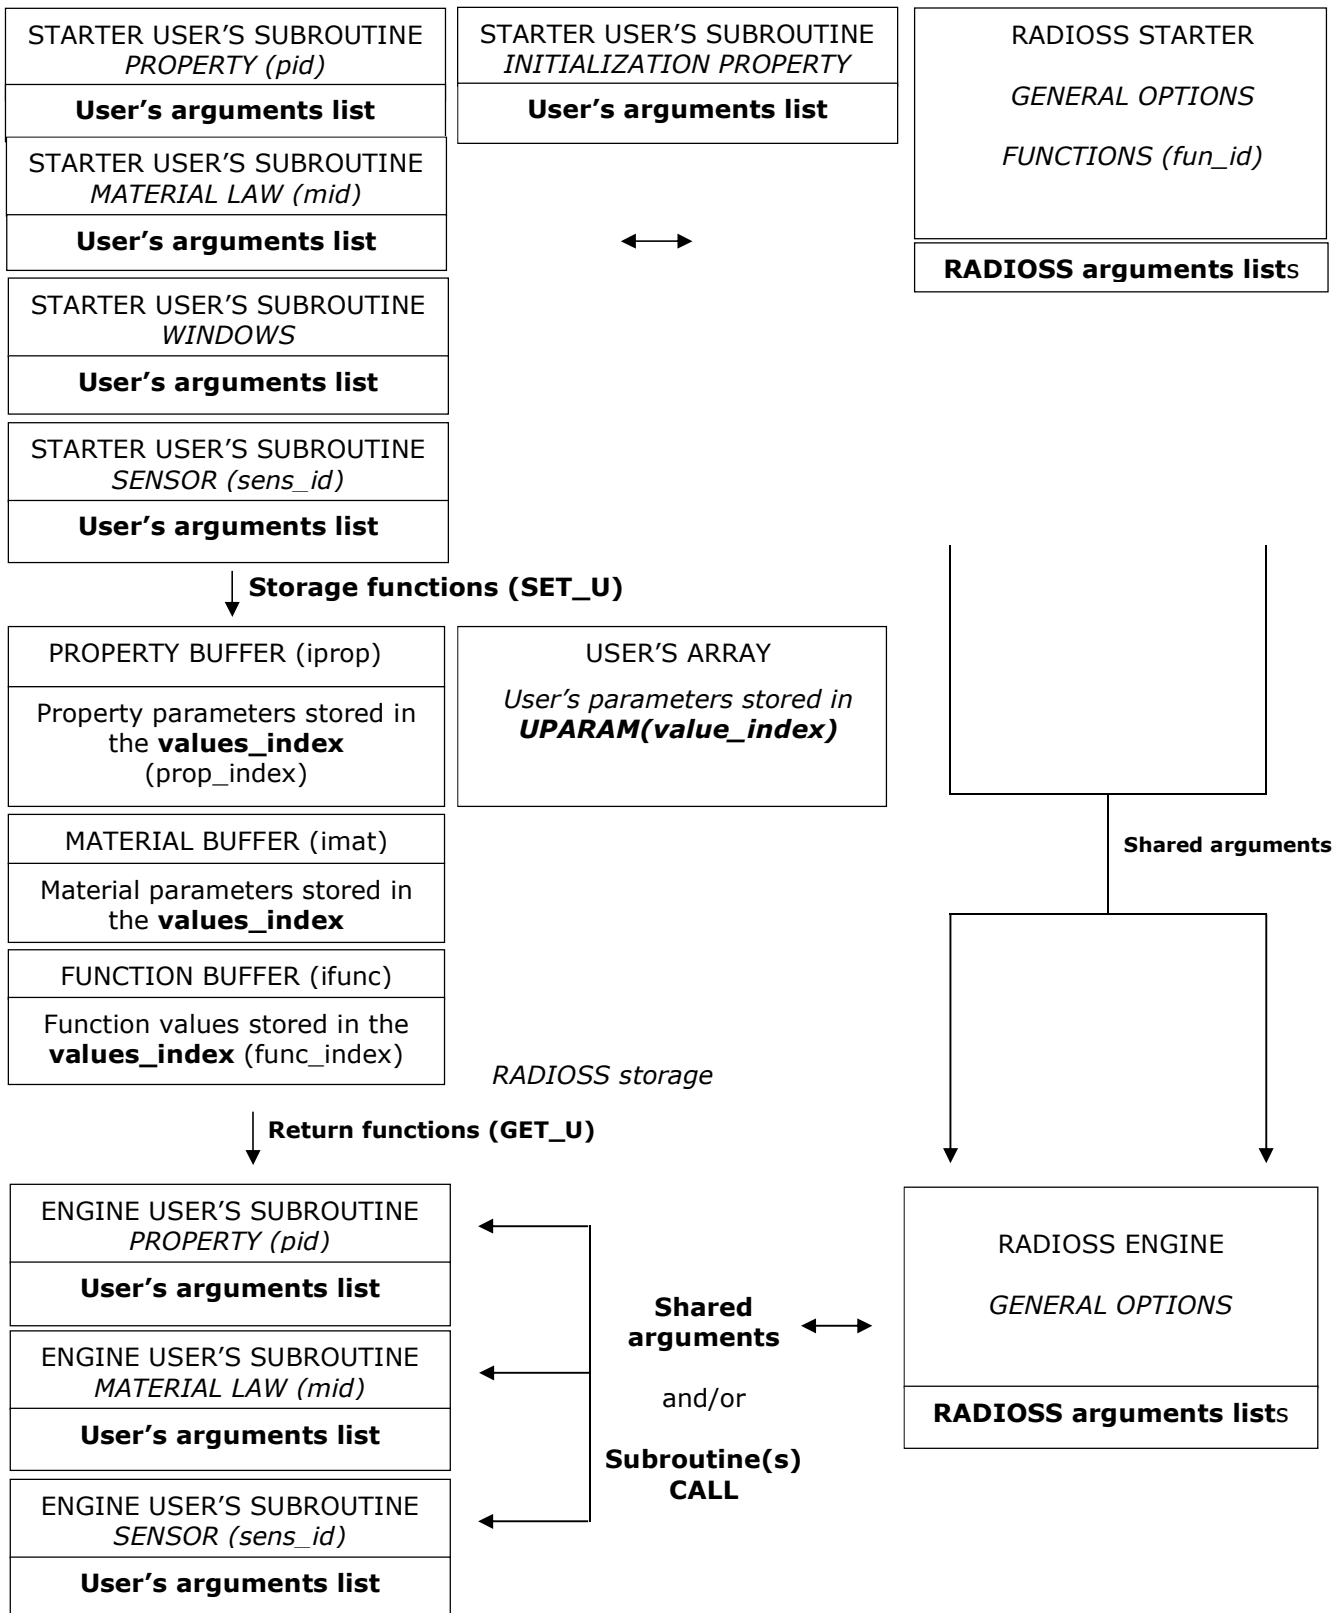 STARTER USER’S SUBROUTINE
PROPERTY (pid)
User’s arguments list
STARTER USER’S SUBROUTINE
INITIALIZATION PROPERTY
User’s arguments list
RADIOSS STARTER
GENERAL OPTIONS
FUNCTIONS (fun_id)
RADIOSS arguments lists
STARTER USER’S SUBROUTINE
MATERIAL LAW (mid)
User’s arguments list
STARTER USER’S SUBROUTINE
WINDOWS
User’s arguments list
STARTER USER’S SUBROUTINE
SENSOR (sens_id)
User’s arguments list
Storage functions (SET_U)
PROPERTY BUFFER (iprop)
Property parameters stored in
the values_index
(prop_index)
USER’S ARRAY
User’s parameters stored in
UPARAM(value_index)
MATERIAL BUFFER (imat)
Material parameters stored in
the values_index
Shared arguments
FUNCTION BUFFER (ifunc)
Function values stored in the
values_index (func_index)
RADIOSS storage
Return functions (GET_U)
ENGINE USER’S SUBROUTINE
PROPERTY (pid)
User’s arguments list
ENGINE USER’S SUBROUTINE
MATERIAL LAW (mid)
User’s arguments list
ENGINE USER’S SUBROUTINE
SENSOR (sens_id)
User’s arguments list
Shared
arguments
and/or
Subroutine(s)
CALL
RADIOSS ENGINE
GENERAL OPTIONS
RADIOSS arguments lists